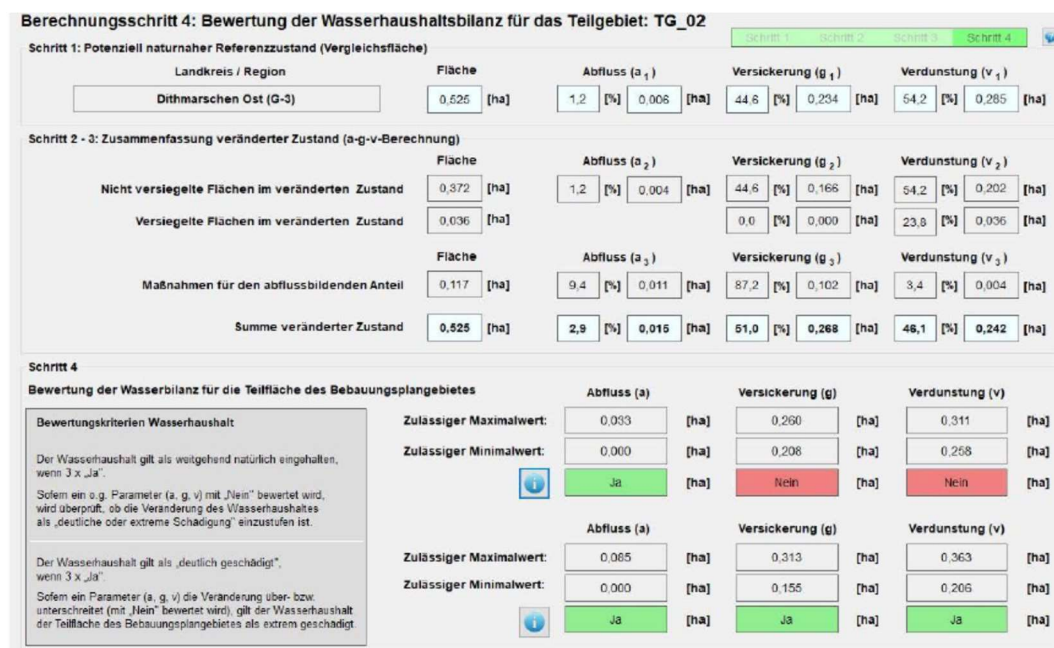 Berechnungsschritt 4: Bewertung der Wasserhaushaltsbilanz für das Teilgebiet: TG_02
Schritt 1 Schritt 2 Schritt 3 Schritt 4
Schritt 1: Potenziell naturnaher Referenzzustand (Vergleichsfläche)
Landkreis / Region Fläche Abfluss (a 1) Versickerung (g 1) Verdunstung (v 1)
Dithmarschen Ost (G-3) 0,525 [ha] 1,2 [%] 0,006 [ha] 44,6 [%] 0,234 [ha] 54,2 [%] 0,285 [ha]
Schritt 2 - 3: Zusammenfassung veränderter Zustand (a-g-v-Berechnung)
Fläche Abfluss (a 2) Versickerung (g 2) Verdunstung (v 2)
Nicht versiegelte Flächen im veränderten Zustand 0,372 [ha] 1,2 [%] 0,004 [ha] 44,6 [%] 0,166 [ha] 54,2 [%] 0,202 [ha]
Versiegelte Flächen im veränderten Zustand 0,036 [ha] 0,0 [%] 0,000 [ha] 23,8 [%] 0,036 [ha]
Fläche Abfluss (a 3) Versickerung (g 3) Verdunstung (v 3)
Maßnahmen für den abflussbildenden Anteil 0,117 [ha] 9,4 [%] 0,011 [ha] 87,2 [%] 0,102 [ha] 3,4 [%] 0,004 [ha]
Summe veränderter Zustand 0,525 [ha] 2,9 [%] 0,015 [ha] 51,0 [%] 0,268 [ha] 46,1 [%] 0,242 [ha]
Schritt 4
Bewertung der Wasserbilanz für die Teilfläche des Bebauungsplangebietes
Abfluss (a) Versickerung (g) Verdunstung (v)
Zulässiger Maximalwert: 0,033 [ha] 0,260 [ha] 0,311 [ha]
Zulässiger Minimalwert: 0,000 [ha] 0,208 [ha] 0,258 [ha]
Ja [ha] Nein [ha] Nein [ha]
Abfluss (a) Versickerung (g) Verdunstung (v)
Zulässiger Maximalwert: 0,085 [ha] 0,313 [ha] 0,363 [ha]
Zulässiger Minimalwert: 0,000 [ha] 0,155 [ha] 0,206 [ha]
Ja [ha] Ja [ha] Ja [ha]
Bewertungskriterien Wasserhaushalt
Der Wasserhaushalt gilt als weitgehend natürlich eingehalten,
wenn 3 x „Ja".
Sofern ein o.g. Parameter (a, g, v) mit „Nein" bewertet wird,
wird überprüft, ob die Veränderung des Wasserhaushaltes
als „deutliche oder extreme Schädigung" einzustufen ist.
Der Wasserhaushalt gilt als „deutlich geschädigt",
wenn 3 x „Ja".
Sofern ein Parameter (a, g, v) die Veränderung über- bzw.
unterschreitet (mit „Nein" bewertet wird), gilt der Wasserhaushalt
der Teilfläche des Bebauungsplangebietes als extrem geschädigt.